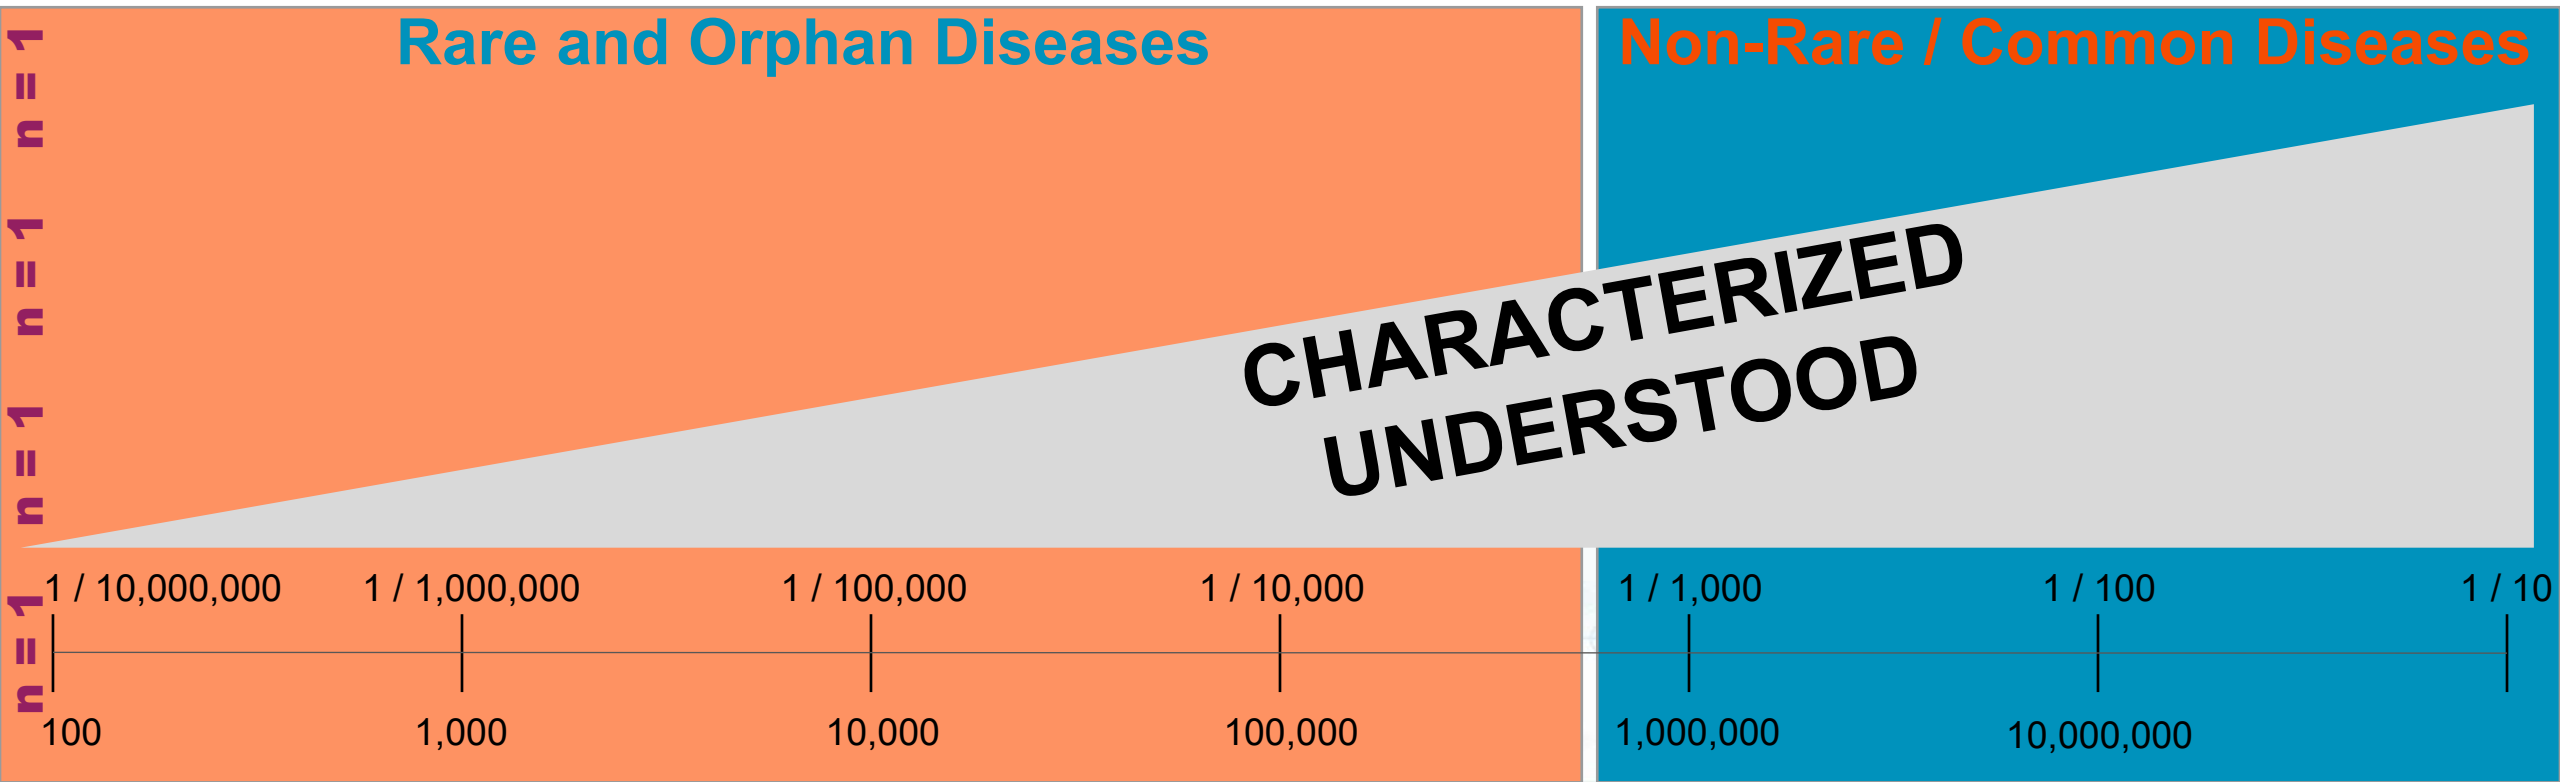 Rare and Orphan Diseases
Non-Rare / Common Diseases
n = 1 n = 1 n = 1 n = 1
CHARACTERIZED
UNDERSTOOD
1 / 10,000,000 1 / 1,000,000 1 / 100,000 1 / 10,000 1 / 1,000 1 / 100 1 / 10
100 1,000 10,000 100,000 1,000,000 10,000,000